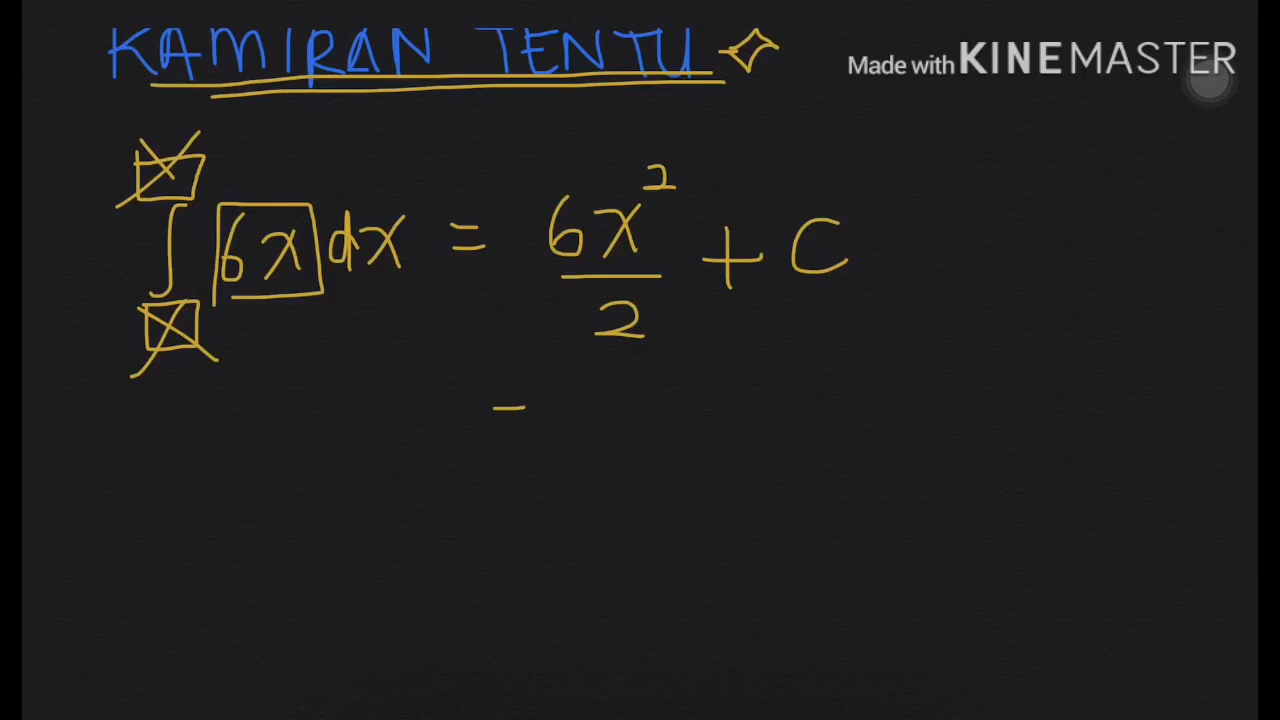 KAMIRAN TENTU
Made with KINEMASTER
∫ 6x dx = 6x² / 2 + C